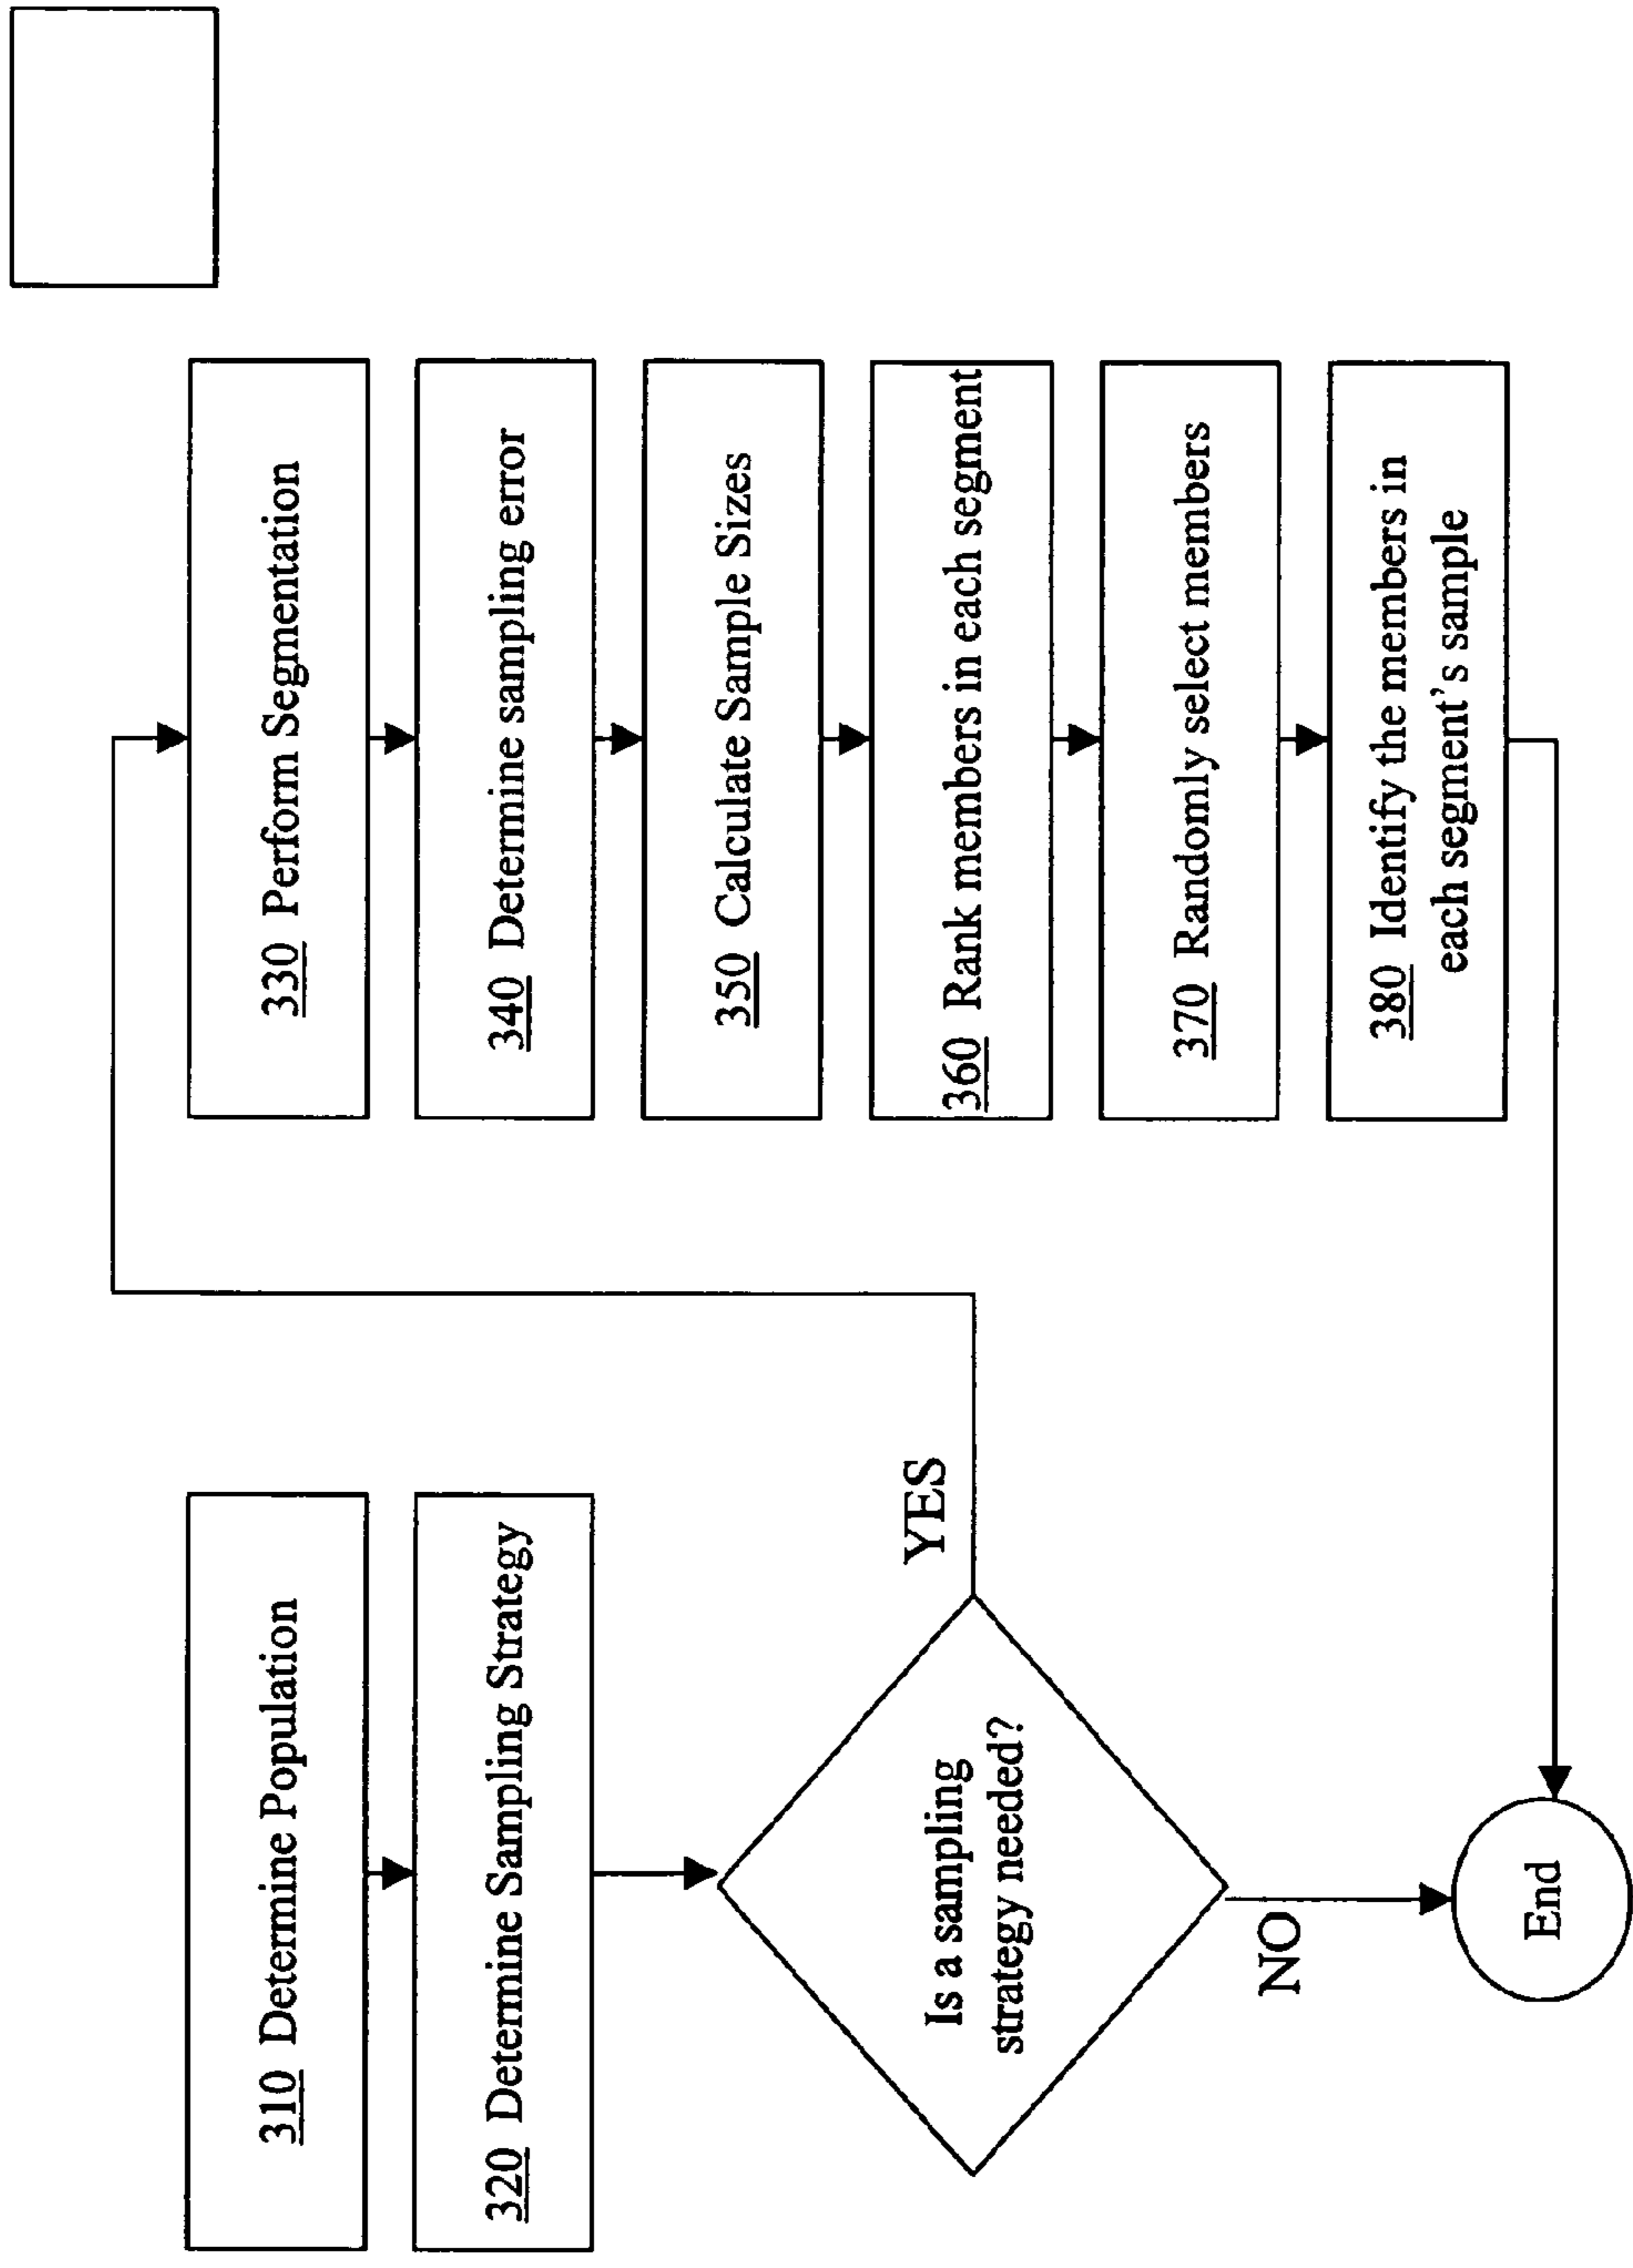 310 Determine Population
320 Determine Sampling Strategy
Is a sampling
strategy needed?
YES
NO
330 Perform Segmentation
340 Determine sampling error
350 Calculate Sample Sizes
360 Rank members in each segment
370 Randomly select members
380 Identify the members in
each segment's sample
End